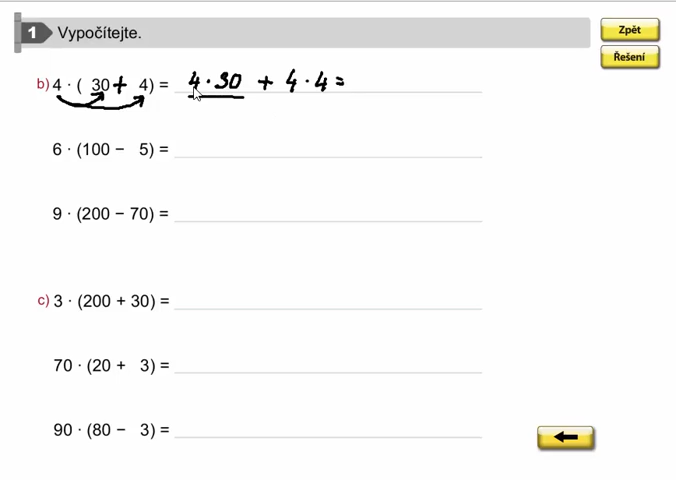 1 Vypočítejte.
Zpět
Řešení
b) 4 · ( 30 + 4) = 4 · 30 + 4 · 4 =
6 · (100 − 5) =
9 · (200 − 70) =
c) 3 · (200 + 30) =
70 · (20 + 3) =
90 · (80 − 3) =